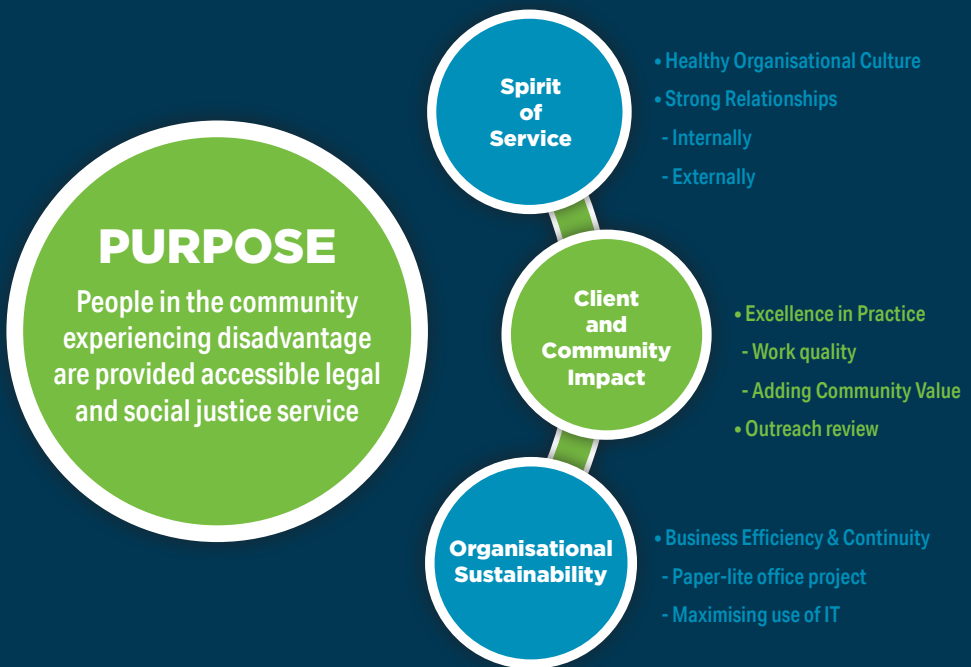 PURPOSE
People in the community
experiencing disadvantage
are provided accessible legal
and social justice service
Spirit
of
Service
• Healthy Organisational Culture
• Strong Relationships
- Internally
- Externally
Client
and
Community
Impact
• Excellence in Practice
- Work quality
- Adding Community Value
• Outreach review
Organisational
Sustainability
• Business Efficiency & Continuity
- Paper-lite office project
- Maximising use of IT